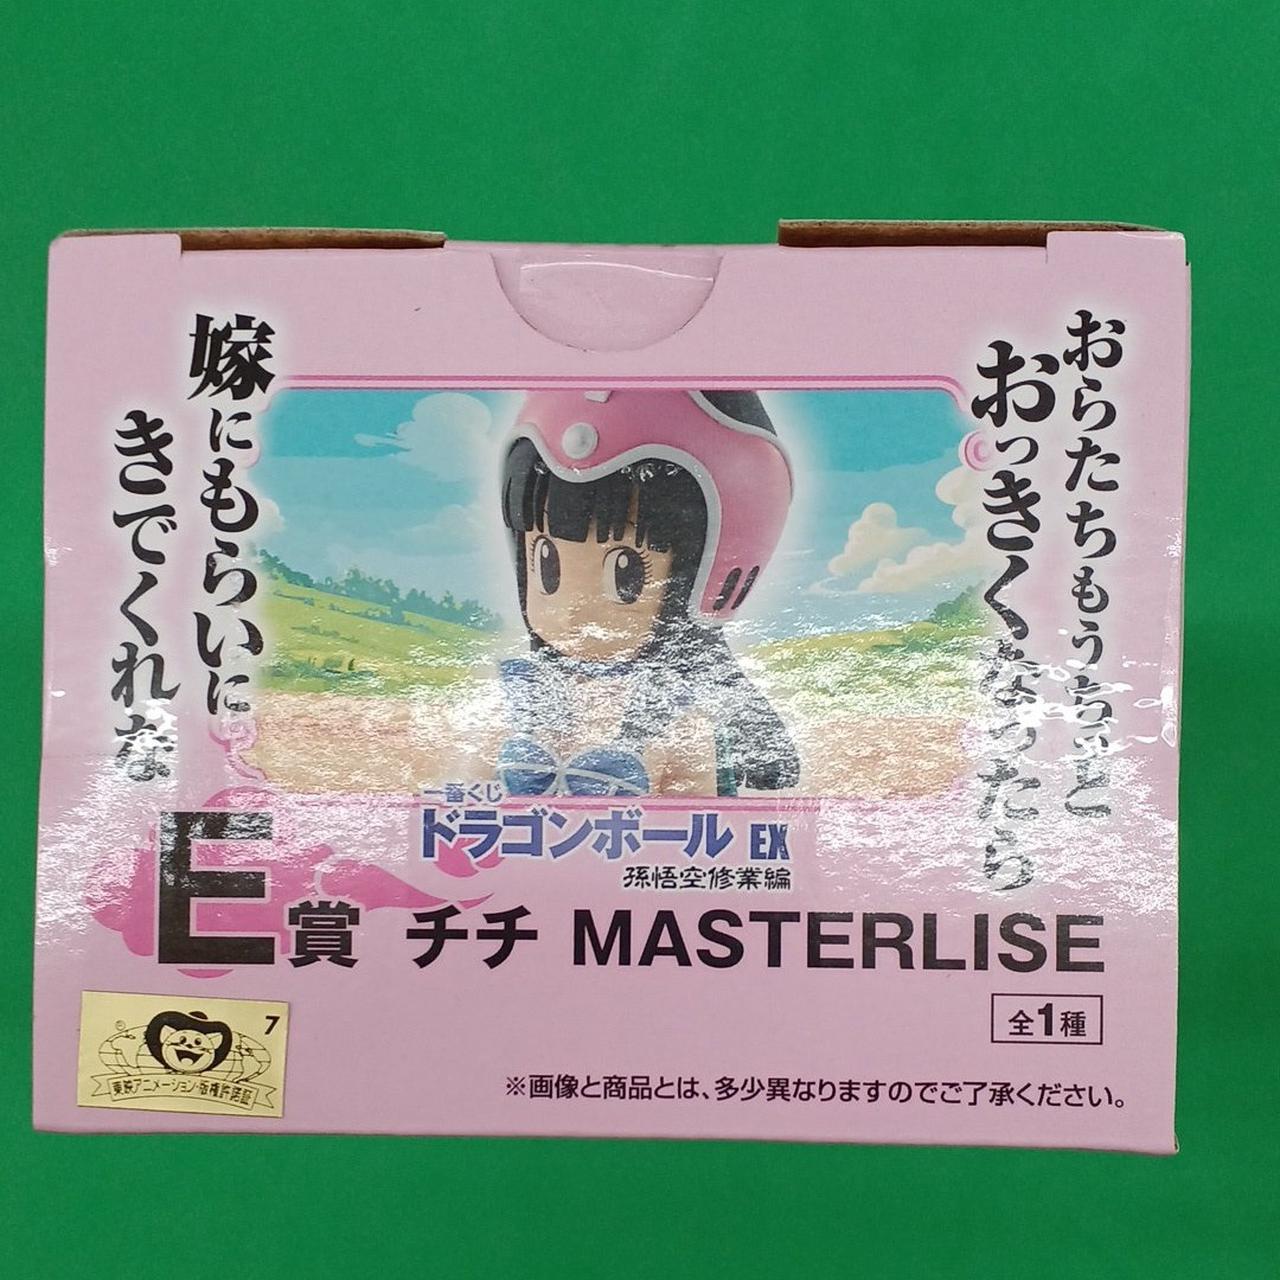 おらたちもうちっと
おっきくなったら
嫁にもらいに
きでくれな
一番くじ
ドラゴンボール EX
孫悟空修業編
E賞 チチ MASTERLISE
全1種
7
東映アニメーション・版権許諾証
※画像と商品とは、多少異なりますのでご了承ください。